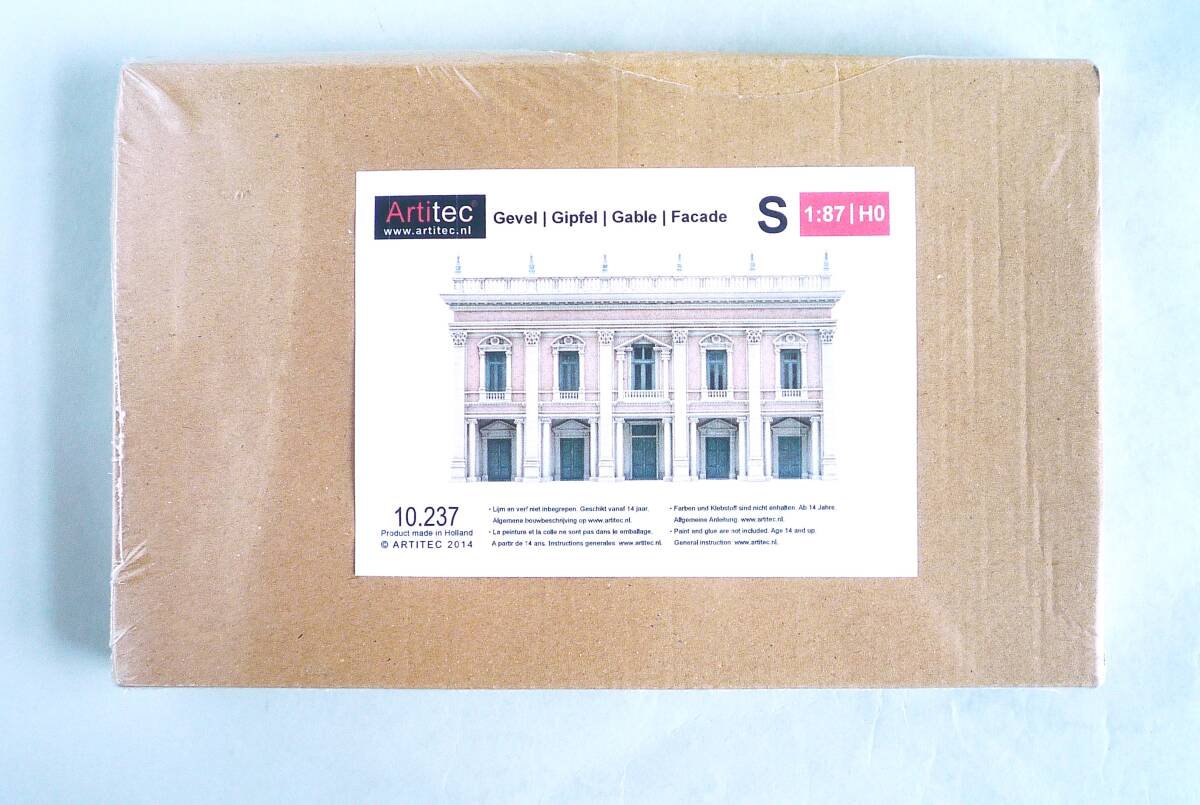 Artitec®
www.artitec.nl
Gevel | Gipfel | Gable | Facade
S
1:87 | H0
10.237
Product made in Holland
© ARTITEC 2014
• Lijm en verf niet inbegrepen. Geschikt vanaf 14 jaar.
Algemene bouwbeschrijving op www.artitec.nl.
• La peinture et la colle ne sont pas dans le emballage.
A partir de 14 ans. Instructions generales www.artitec.nl.
• Farben und Klebstoff sind nicht enhalten. Ab 14 Jahre.
Allgemeine Anleitung www.artitec.nl.
• Paint end glue are not included. Age 14 and up.
General instruction www.artitec.nl.